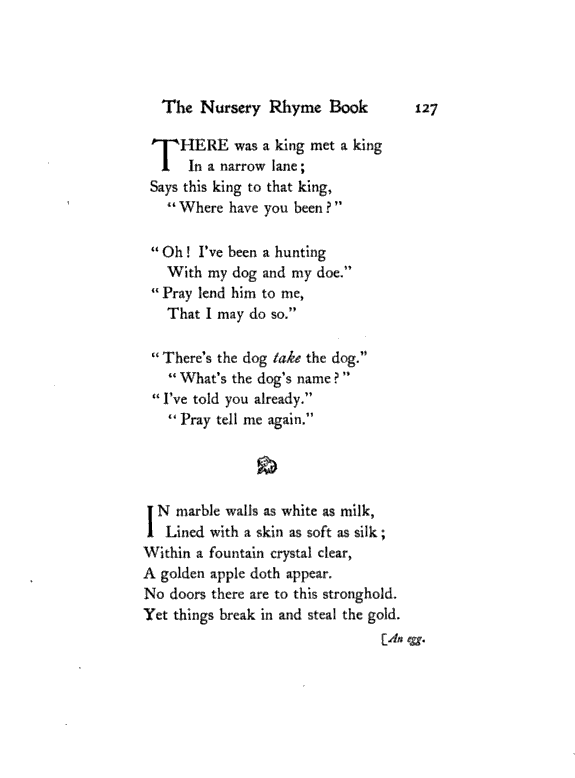 The Nursery Rhyme Book 127
THERE was a king met a king
In a narrow lane;
Says this king to that king,
"Where have you been?"
"Oh! I've been a hunting
With my dog and my doe."
"Pray lend him to me,
That I may do so."
"There's the dog take the dog."
"What's the dog's name?"
"I've told you already."
"Pray tell me again."
IN marble walls as white as milk,
Lined with a skin as soft as silk;
Within a fountain crystal clear,
A golden apple doth appear.
No doors there are to this stronghold.
Yet things break in and steal the gold.
[An egg.